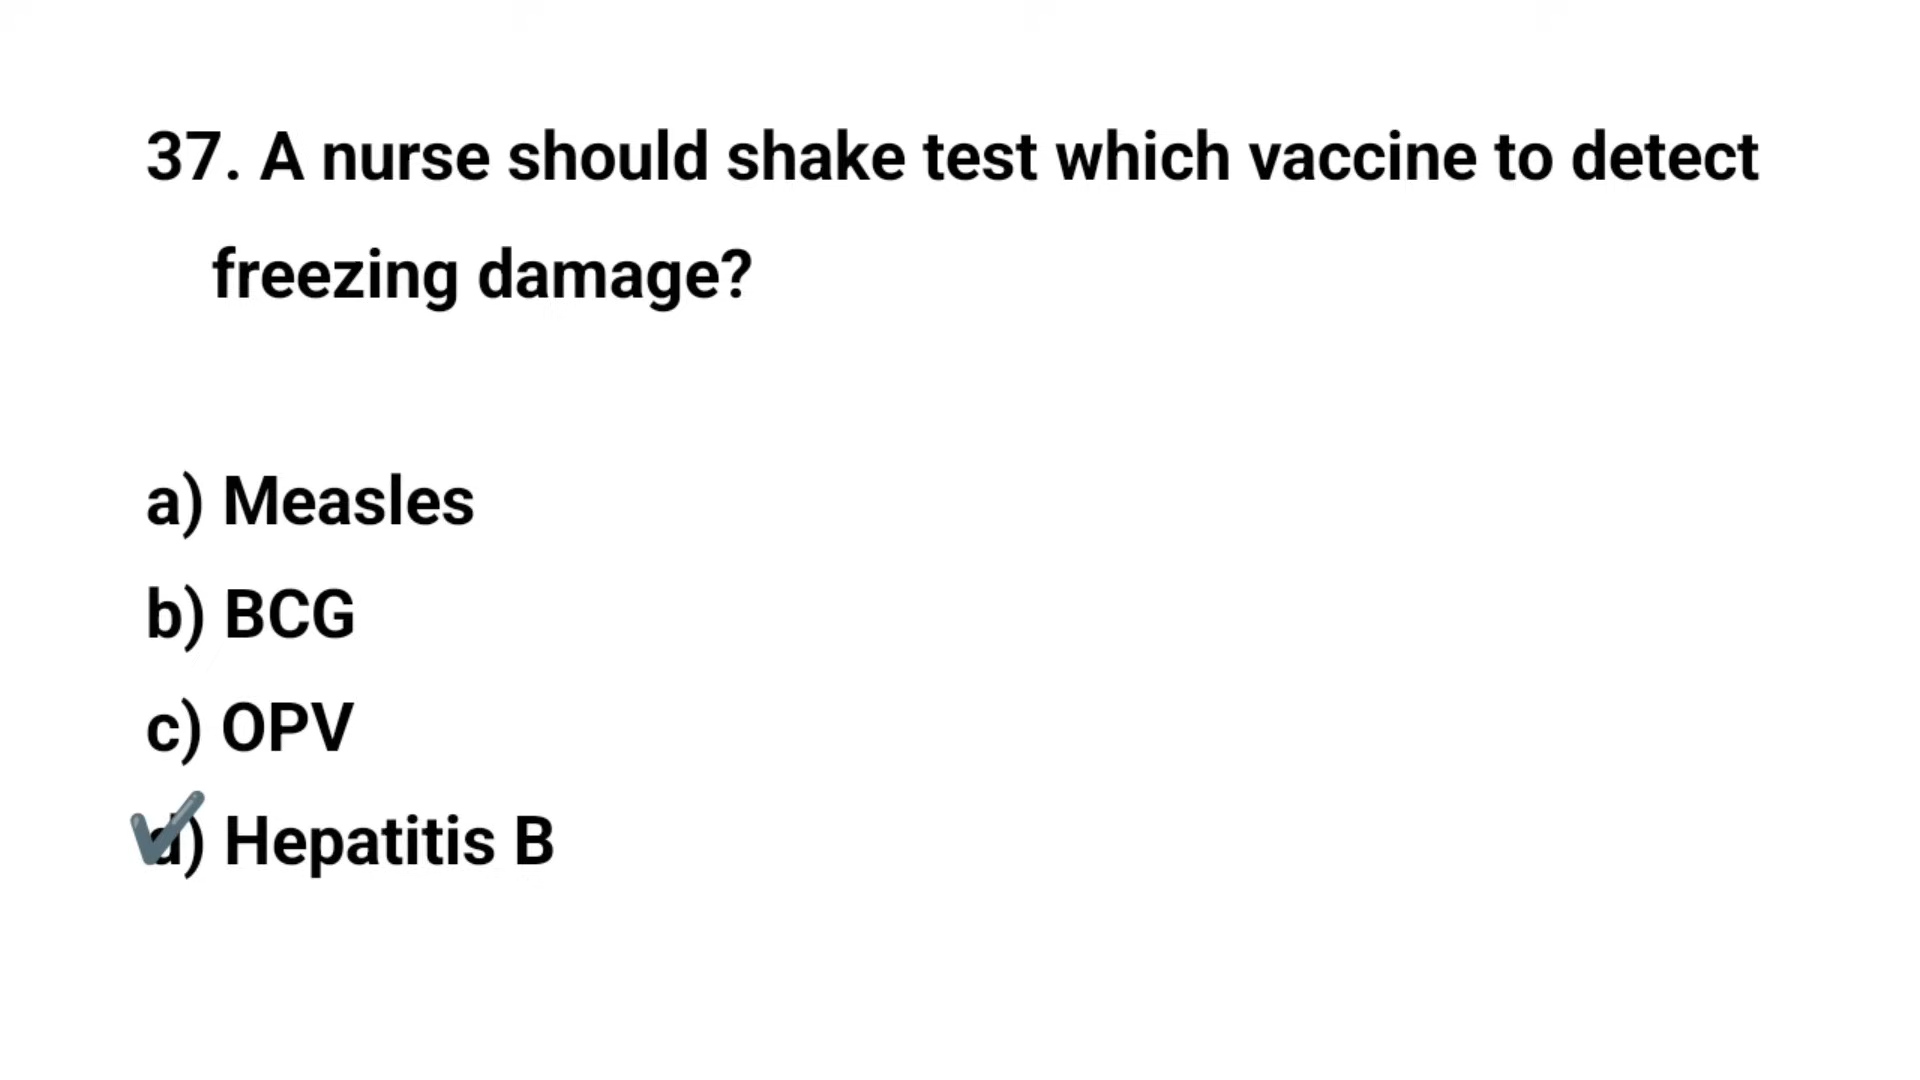 37. A nurse should shake test which vaccine to detect
freezing damage?
a) Measles
b) BCG
c) OPV
d) Hepatitis B